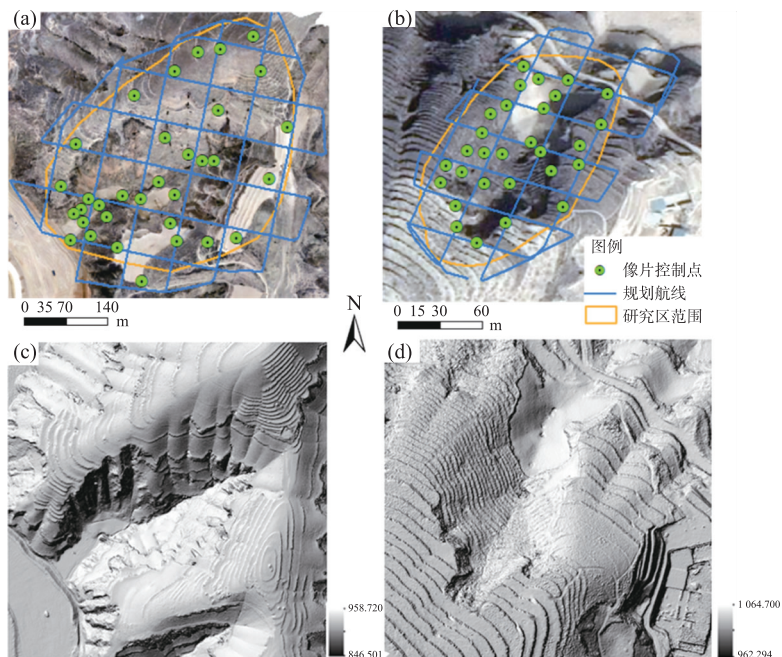 (a)
(b)
图例
像片控制点
规划航线
研究区范围
0 35 70 140
m
0 15 30 60
m
N
(c)
(d)
958.720
846.501
1 064.700
962.294